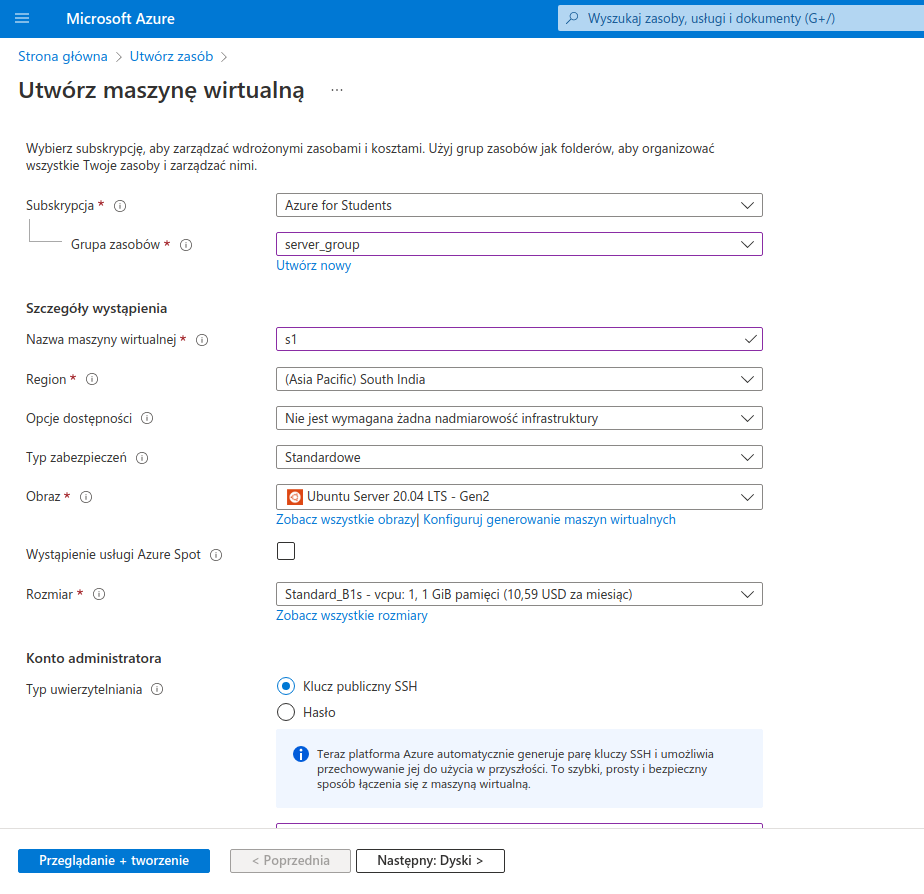 Microsoft Azure
Wyszukaj zasoby, usługi i dokumenty (G+/)
Strona główna > Utwórz zasób >
Utwórz maszynę wirtualną ...
Wybierz subskrypcję, aby zarządzać wdrożonymi zasobami i kosztami. Użyj grup zasobów jak folderów, aby organizować
wszystkie Twoje zasoby i zarządzać nimi.
Subskrypcja * Azure for Students
Grupa zasobów * server_group
Utwórz nowy
Szczegóły wystąpienia
Nazwa maszyny wirtualnej * s1
Region * (Asia Pacific) South India
Opcje dostępności Nie jest wymagana żadna nadmiarowość infrastruktury
Typ zabezpieczeń Standardowe
Obraz * Ubuntu Server 20.04 LTS - Gen2
Zobacz wszystkie obrazy| Konfiguruj generowanie maszyn wirtualnych
Wystąpienie usługi Azure Spot
Rozmiar * Standard_B1s - vcpu: 1, 1 GiB pamięci (10,59 USD za miesiąc)
Zobacz wszystkie rozmiary
Konto administratora
Typ uwierzytelniania Klucz publiczny SSH
Hasło
Teraz platforma Azure automatycznie generuje parę kluczy SSH i umożliwia
przechowywanie jej do użycia w przyszłości. To szybki, prosty i bezpieczny
sposób łączenia się z maszyną wirtualną.
Przeglądanie + tworzenie < Poprzednia Następny: Dyski >